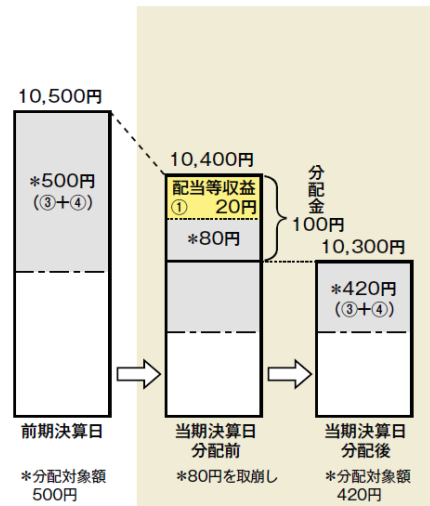 10,500円
*500円
(③+④)
前期決算日
*分配対象額
500円
10,400円
配当等収益
① 20円
*80円
分配金
100円
当期決算日
分配前
*80円を取崩し
10,300円
*420円
(③+④)
当期決算日
分配後
*分配対象額
420円